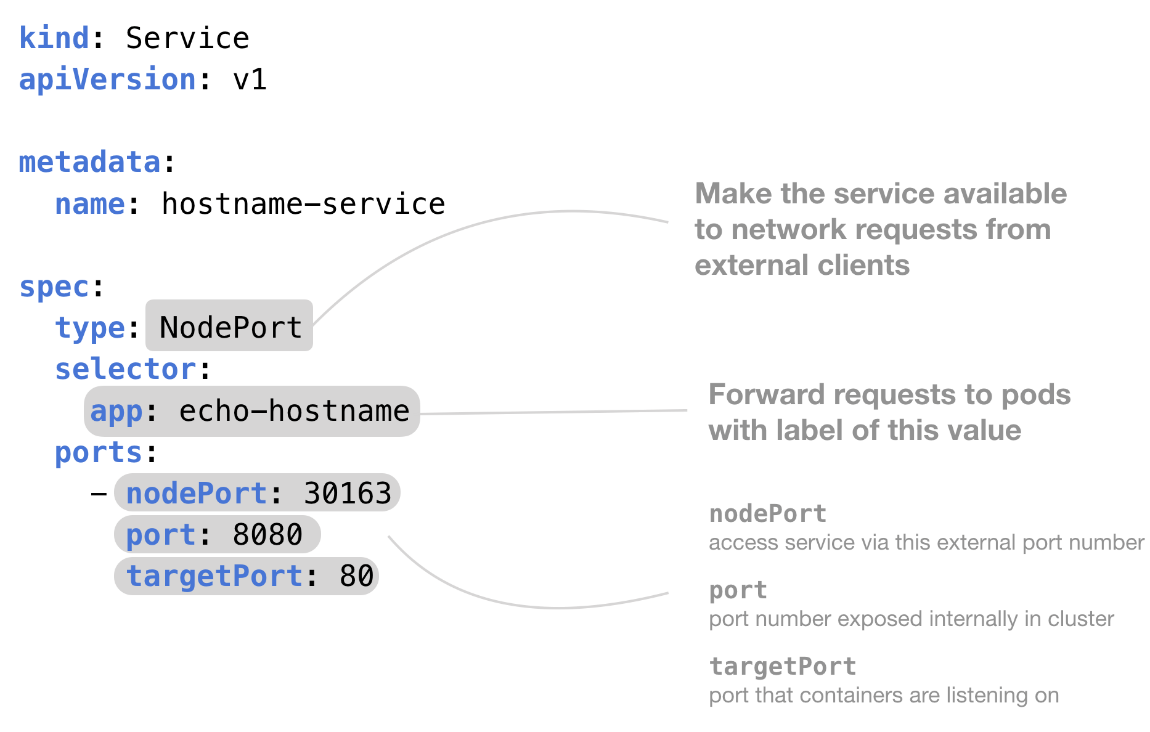 kind: Service
apiVersion: v1
metadata:
  name: hostname-service
spec:
  type: NodePort
  selector:
    app: echo-hostname
  ports:
    - nodePort: 30163
      port: 8080
      targetPort: 80
Make the service available
to network requests from
external clients
Forward requests to pods
with label of this value
nodePort
access service via this external port number
port
port number exposed internally in cluster
targetPort
port that containers are listening on